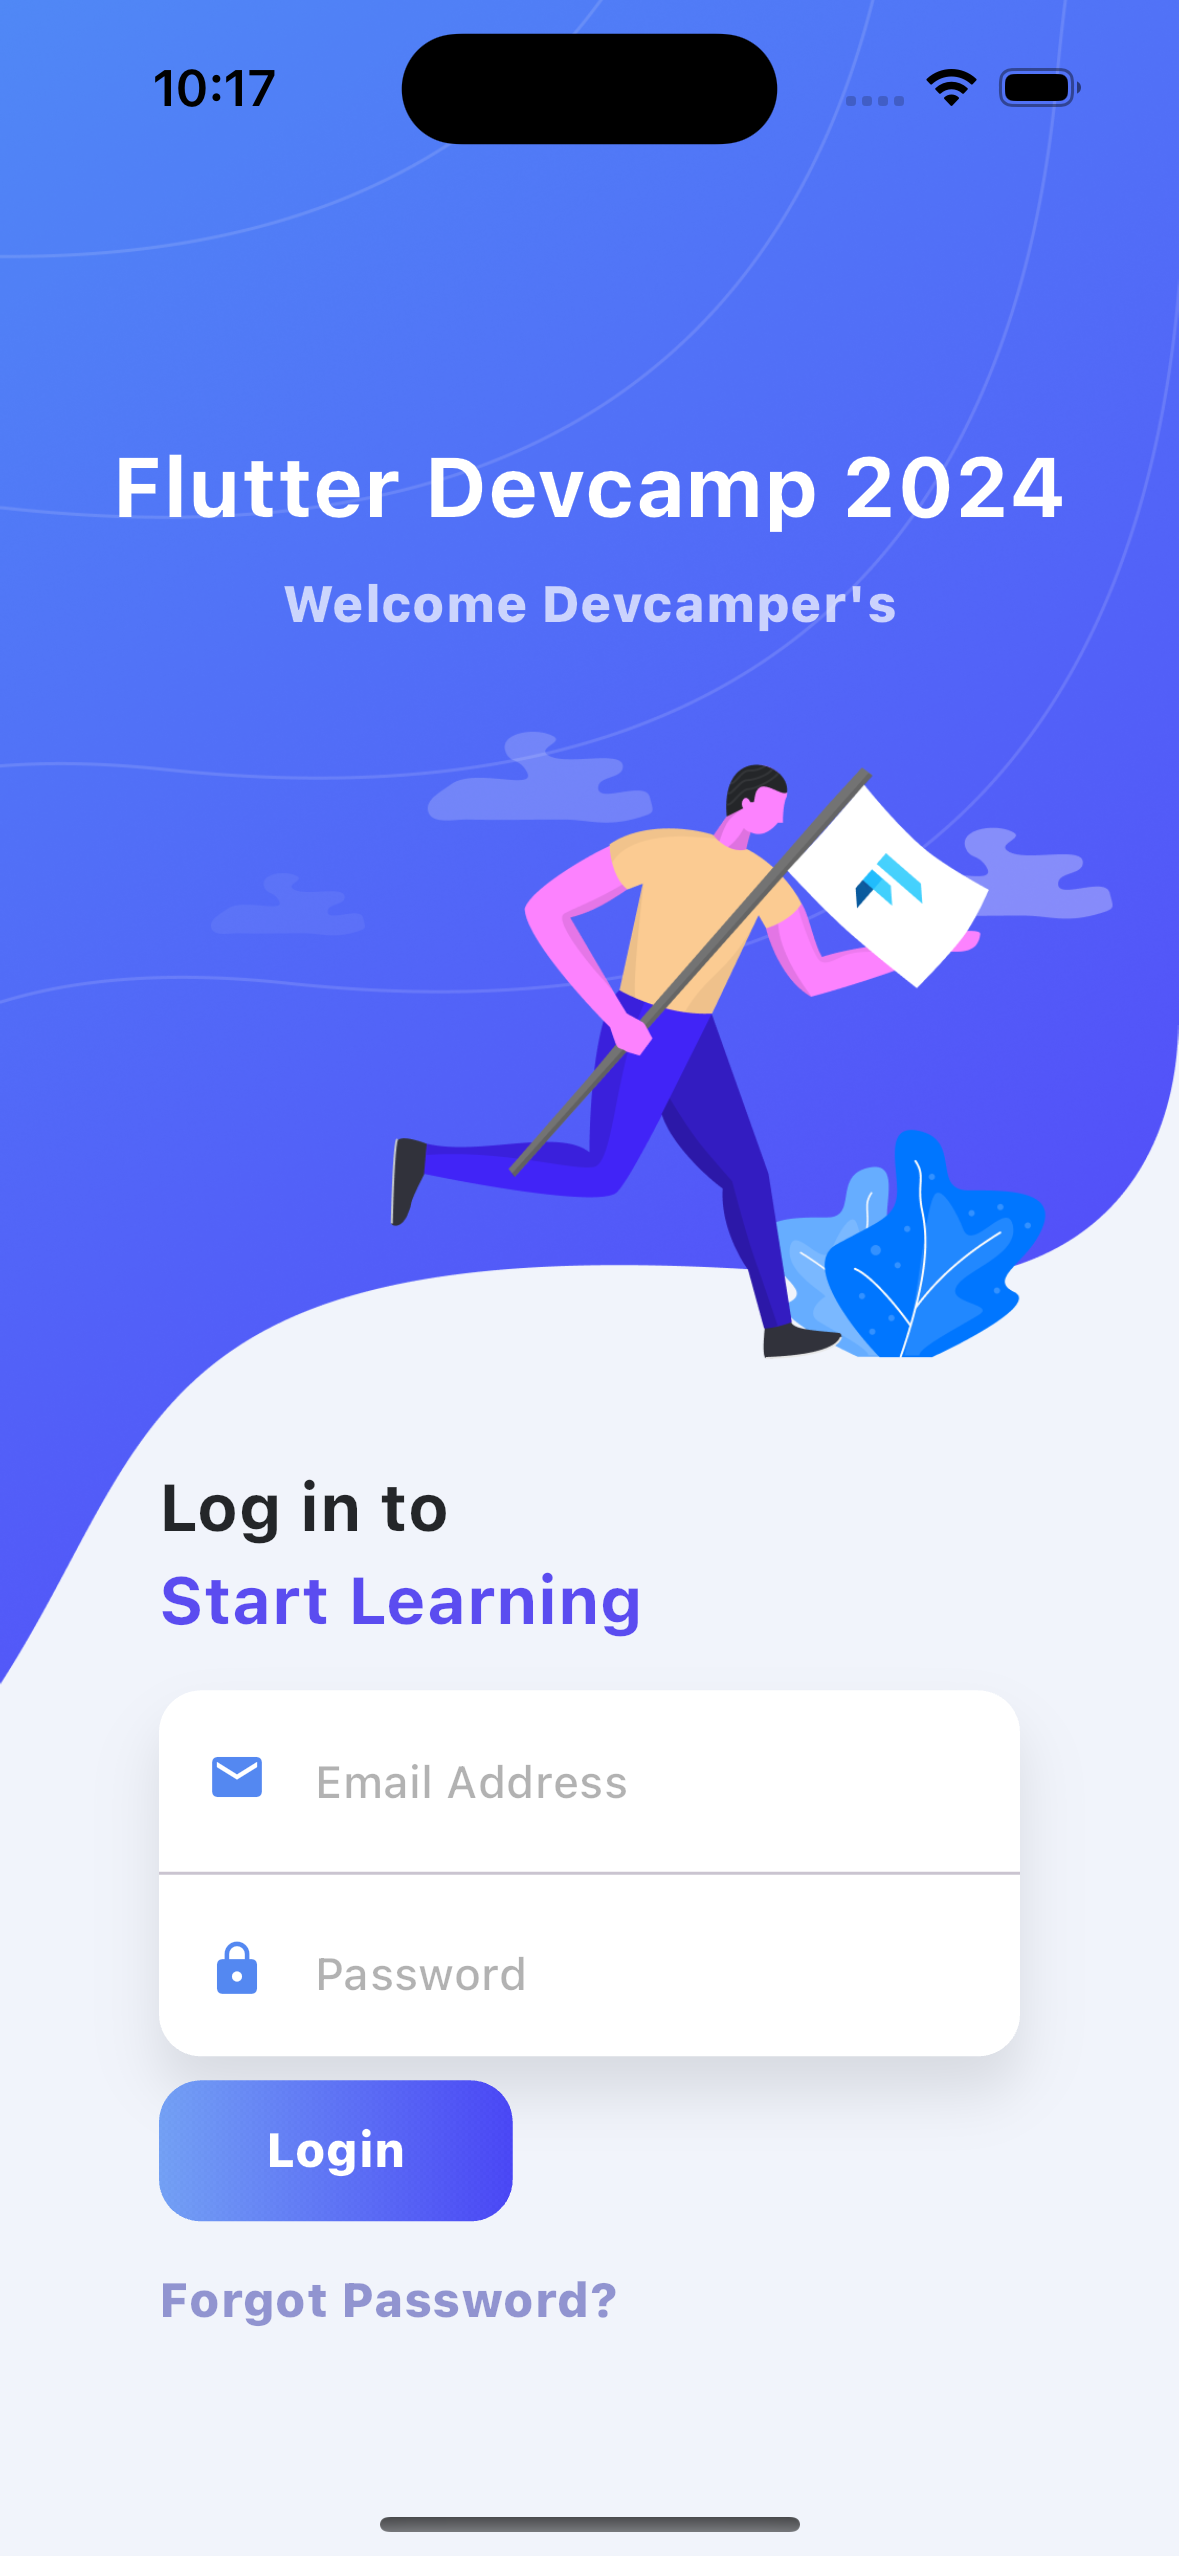 10:17
Flutter Devcamp 2024
Welcome Devcamper's
Log in to
Start Learning
Email Address
Password
Login
Forgot Password?